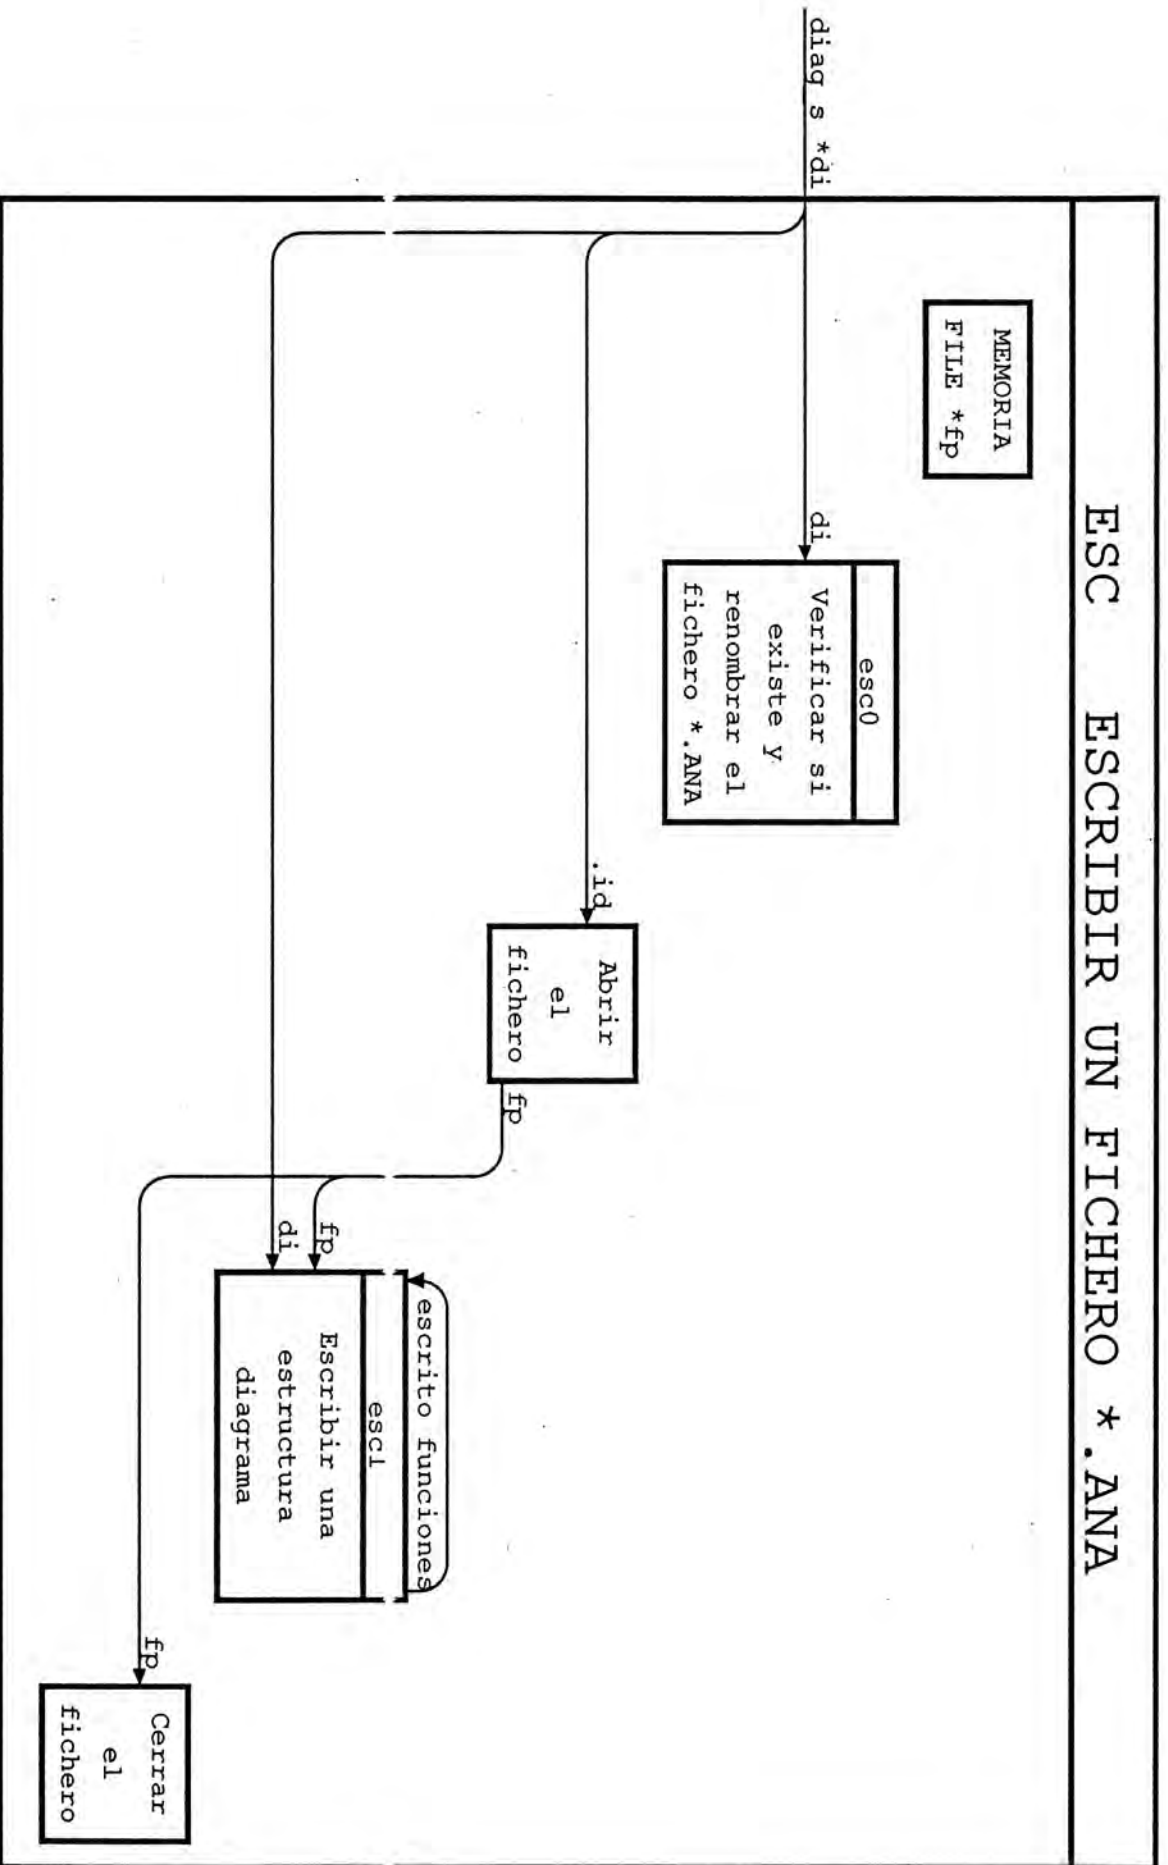 ESC ESCRIBIR UN FICHERO *.ANA
MEMORIA
FILE *fp
diag s *di
di
esc0
Verificar si
existe y
renombrar el
fichero *.ANA
.id
Abrir
el
fichero
fp
escrito funciones
fp
di
esc1
Escribir una
estructura
diagrama
fp
Cerrar
el
fichero